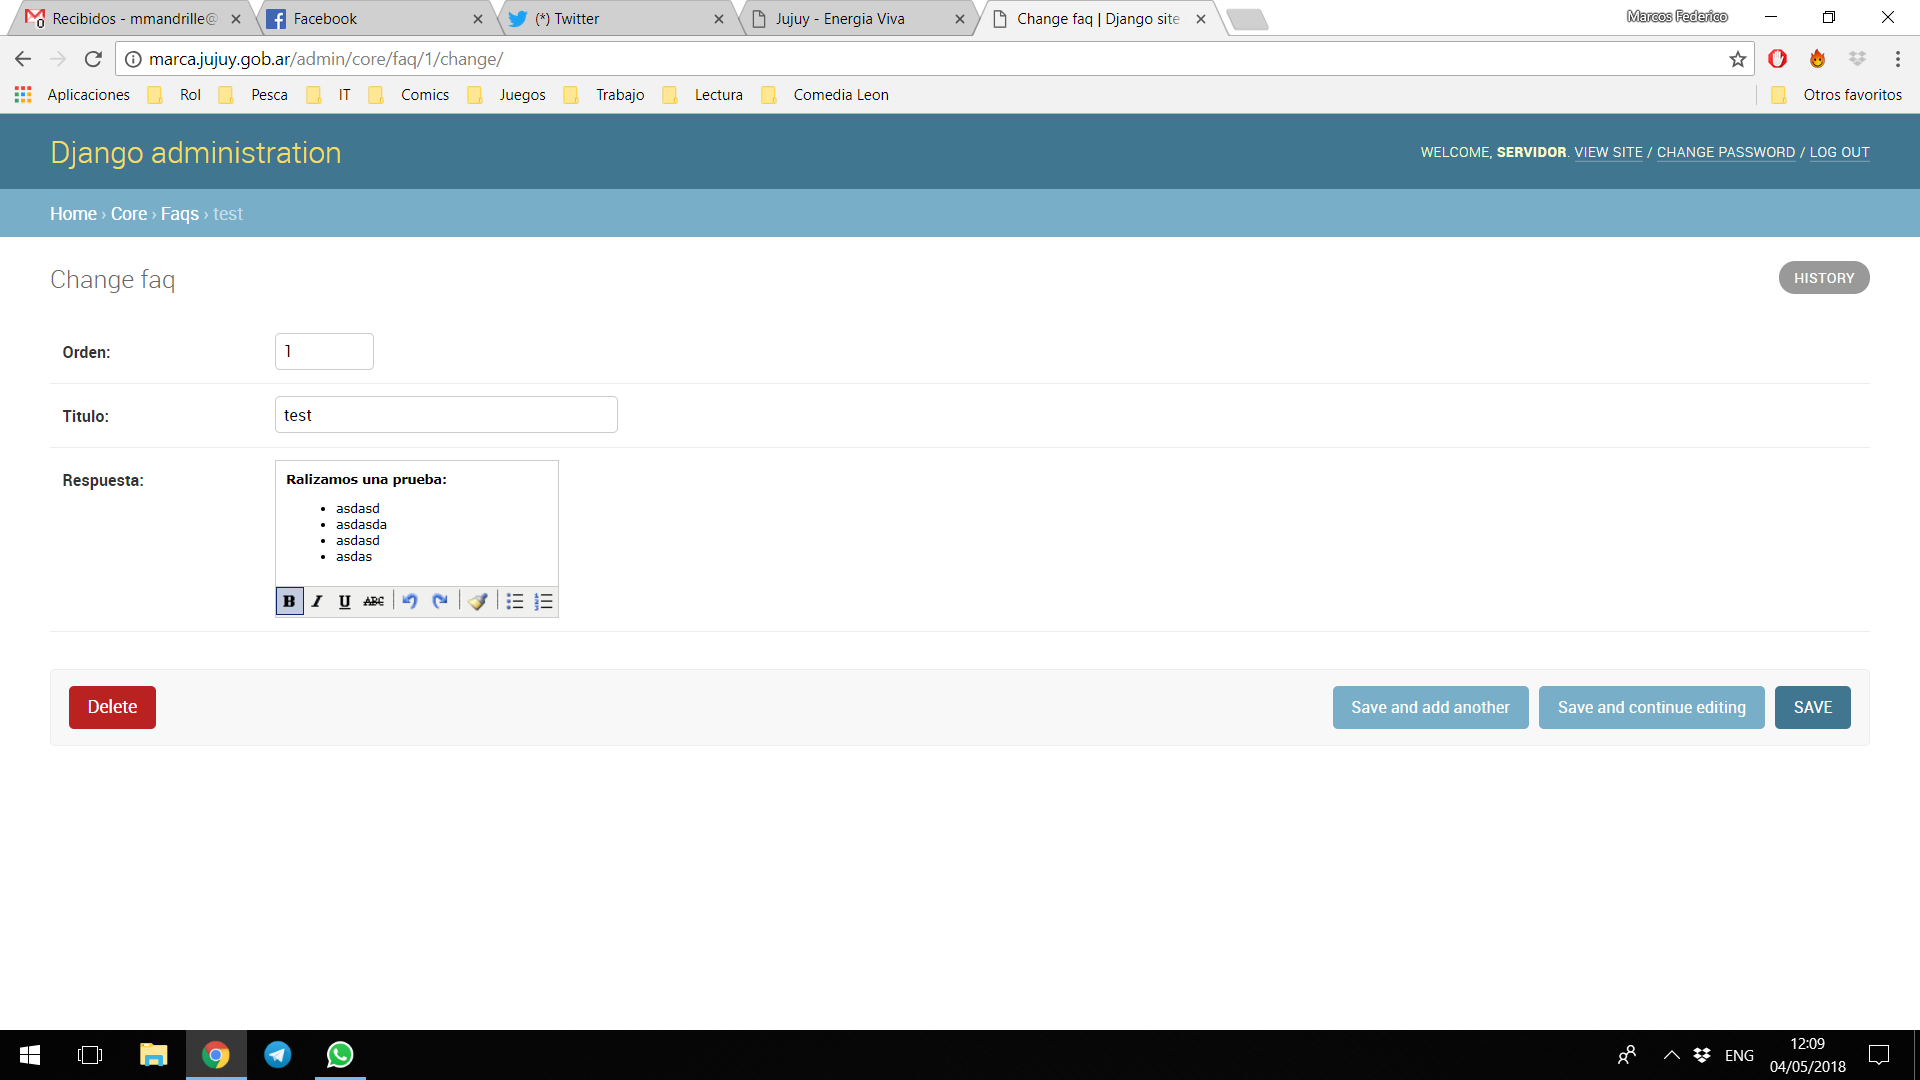 Recibidos - mmandrille@
Facebook
(*) Twitter
Jujuy - Energia Viva
Change faq | Django site
Marcos Federico
marca.jujuy.gob.ar/admin/core/faq/1/change/
Aplicaciones
Rol
Pesca
IT
Comics
Juegos
Trabajo
Lectura
Comedia Leon
Otros favoritos
Django administration
WELCOME, SERVIDOR. VIEW SITE / CHANGE PASSWORD / LOG OUT
Home › Core › Faqs › test
Change faq
HISTORY
Orden:
1
Titulo:
test
Respuesta:
Ralizamos una prueba:
• asdasd
• asdasda
• asdasd
• asdas
B I U ABC
Delete
Save and add another
Save and continue editing
SAVE
ENG
12:09
04/05/2018